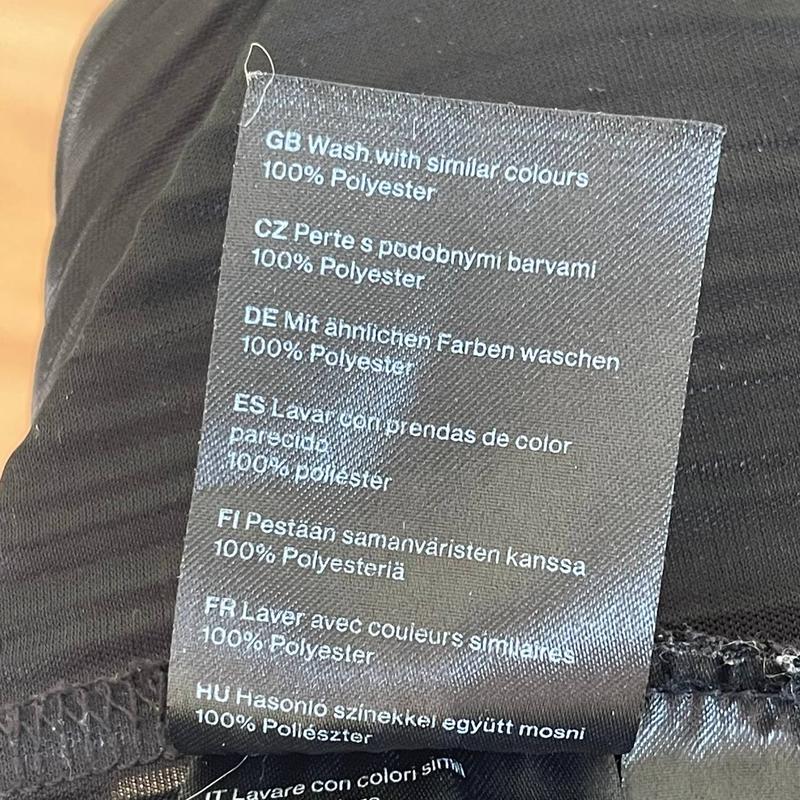 GB Wash with similar colours
100% Polyester
CZ Perte s podobnými barvami
100% Polyester
DE Mit ähnlichen Farben waschen
100% Polyester
ES Lavar con prendas de color
parecido
100% poliéster
FI Pestään samanväristen kanssa
100% Polyesteriä
FR Laver avec couleurs similaires
100% Polyester
HU Hasonló színekkel együtt mosni
100% Poliészter
IT Lavare con colori